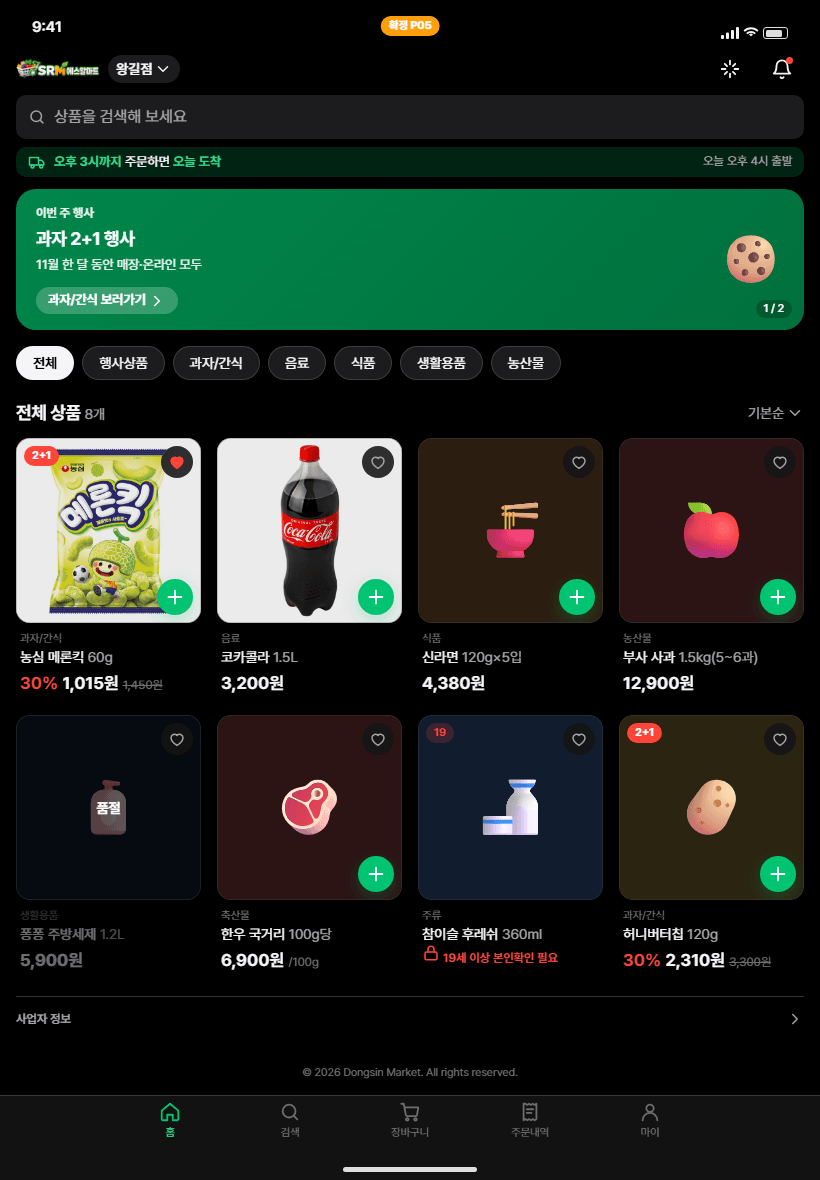 9:41
확정 P05
SRM 에스알마트
왕길점
상품을 검색해 보세요
오후 3시까지 주문하면 오늘 도착
오늘 오후 4시 출발
이번 주 행사
과자 2+1 행사
11월 한 달 동안 매장·온라인 모두
과자/간식 보러가기
1 / 2
전체
행사상품
과자/간식
음료
식품
생활용품
농산물
전체 상품 8개
기본순
2+1
농심
메론킥
Coca-Cola
과자/간식
농심 메론킥 60g
30% 1,015원 1,450원
음료
코카콜라 1.5L
3,200원
식품
신라면 120g×5입
4,380원
농산물
부사 사과 1.5kg(5~6과)
12,900원
품절
19
2+1
생활용품
퐁퐁 주방세제 1.2L
5,900원
축산물
한우 국거리 100g당
6,900원 /100g
주류
참이슬 후레쉬 360ml
19세 이상 본인확인 필요
과자/간식
허니버터칩 120g
30% 2,310원 3,300원
사업자 정보
© 2026 Dongsin Market. All rights reserved.
홈
검색
장바구니
주문내역
마이